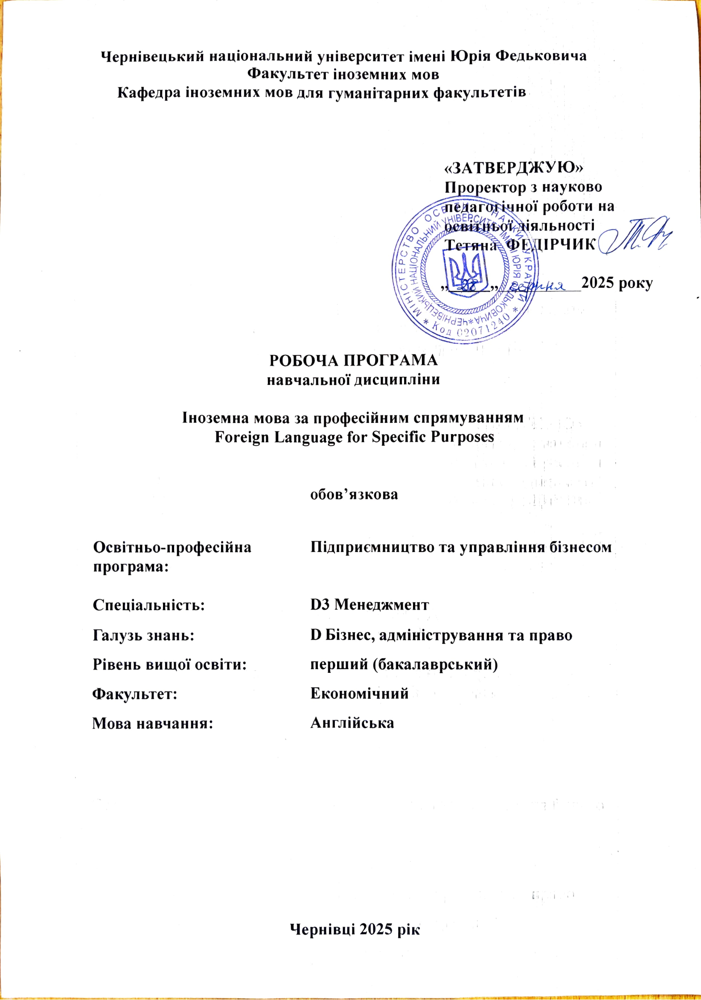 Чернівецький національний університет імені Юрія Федьковича
Факультет іноземних мов
Кафедра іноземних мов для гуманітарних факультетів
«ЗАТВЕРДЖУЮ»
Проректор з науково
педагогічної роботи на
освітньої діяльності
Тетяна ФЕДІРЧИК
„28„ серпня 2025 року
МІНІСТЕРСТВО ОСВІТИ І НАУКИ УКРАЇНИ * Код 02071240 *
ЧЕРНІВЕЦЬКИЙ НАЦІОНАЛЬНИЙ УНІВЕРСИТЕТ ІМЕНІ ЮРІЯ ФЕДЬКОВИЧА *
РОБОЧА ПРОГРАМА
навчальної дисципліни
Іноземна мова за професійним спрямуванням
Foreign Language for Specific Purposes
обов’язкова
Освітньо-професійна Підприємництво та управління бізнесом
програма:
Спеціальність: D3 Менеджмент
Галузь знань: D Бізнес, адміністрування та право
Рівень вищої освіти: перший (бакалаврський)
Факультет: Економічний
Мова навчання: Англійська
Чернівці 2025 рік